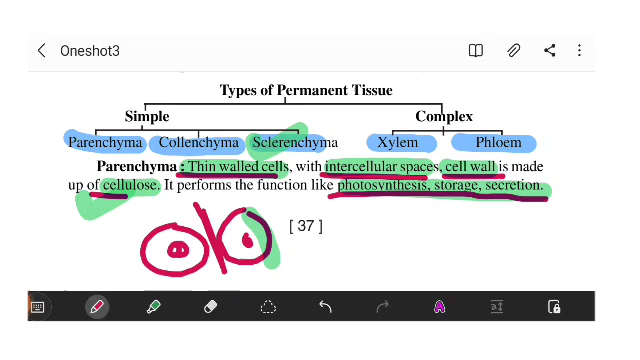 Oneshot3
Types of Permanent Tissue
Simple Complex
Parenchyma Collenchyma Sclerenchyma Xylem Phloem
Parenchyma : Thin walled cells, with intercellular spaces, cell wall is made
up of cellulose. It performs the function like photosynthesis, storage, secretion.
[ 37 ]